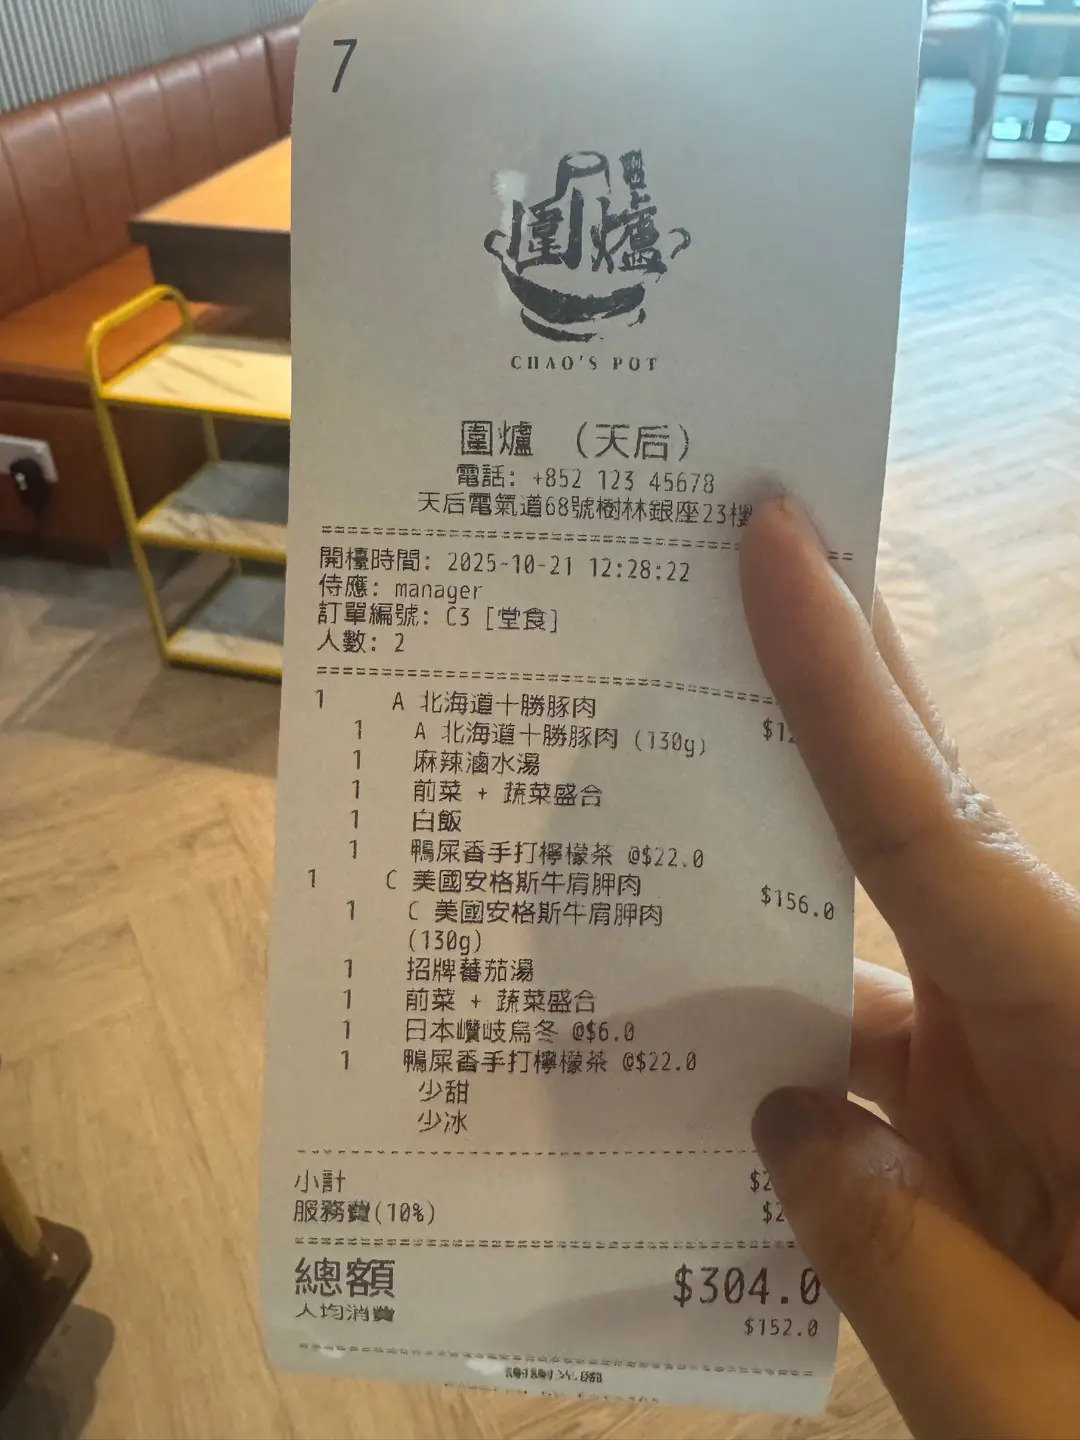 7
圍爐
CHAO'S POT
圍爐 (天后)
電話: +852 123 45678
天后電氣道68號樹林銀座23樓
開檯時間: 2025-10-21 12:28:22
侍應: manager
訂單編號: C3 [堂食]
人數: 2
1 A 北海道十勝豚肉 $12
1 A 北海道十勝豚肉 (130g)
1 麻辣滷水湯
1 前菜 + 蔬菜盛合
1 白飯
1 鴨屎香手打檸檬茶 @$22.0
1 C 美國安格斯牛肩胛肉 $156.0
1 C 美國安格斯牛肩胛肉
(130g)
1 招牌蕃茄湯
1 前菜 + 蔬菜盛合
1 日本讚岐烏冬 @$6.0
1 鴨屎香手打檸檬茶 @$22.0
少甜
少冰
小計 $2
服務費(10%) $2
總額 $304.0
人均消費 $152.0